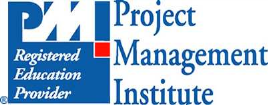 PMI
Project
Management
Institute
Registered
Education
Provider
®